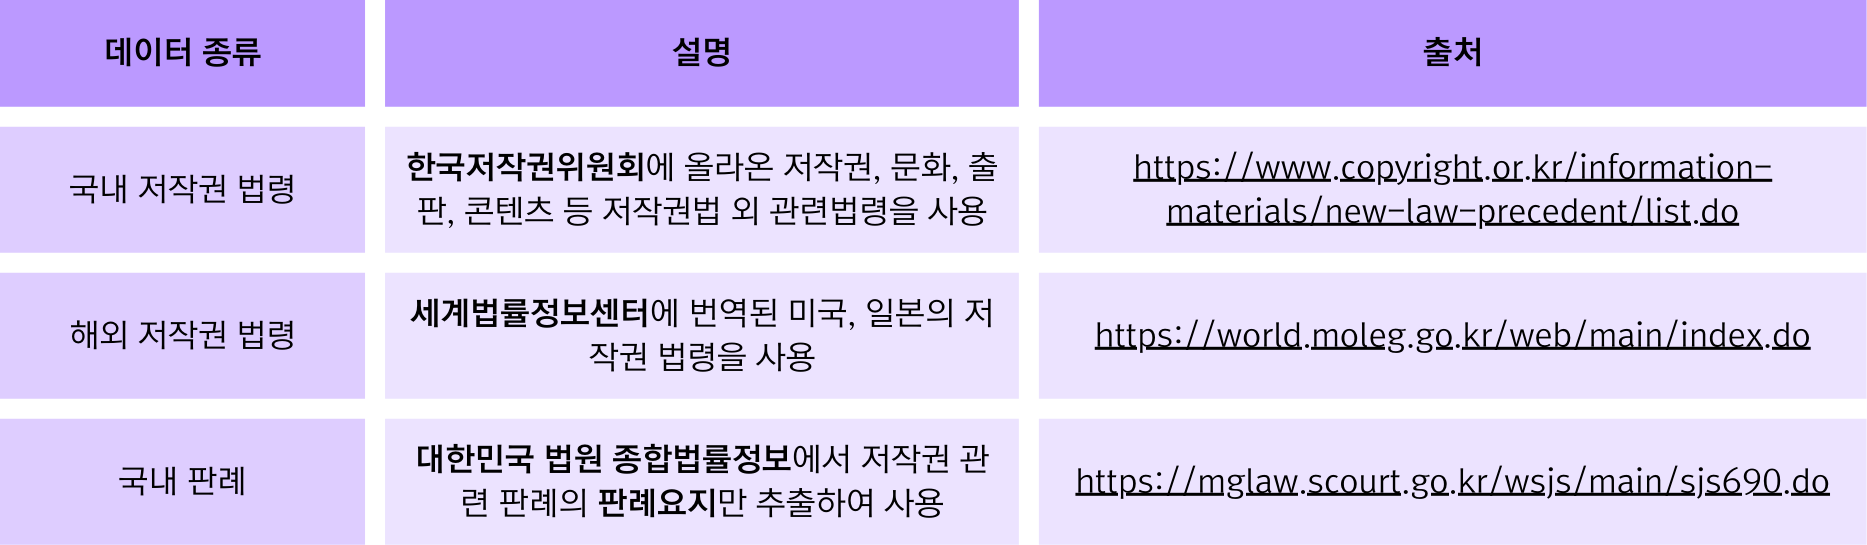 데이터 종류
설명
출처
국내 저작권 법령
한국저작권위원회에 올라온 저작권, 문화, 출
판, 콘텐츠 등 저작권법 외 관련법령을 사용
https://www.copyright.or.kr/information-
materials/new-law-precedent/list.do
해외 저작권 법령
세계법률정보센터에 번역된 미국, 일본의 저
작권 법령을 사용
https://world.moleg.go.kr/web/main/index.do
국내 판례
대한민국 법원 종합법률정보에서 저작권 관
련 판례의 판례요지만 추출하여 사용
https://mglaw.scourt.go.kr/wsjs/main/sjs690.do